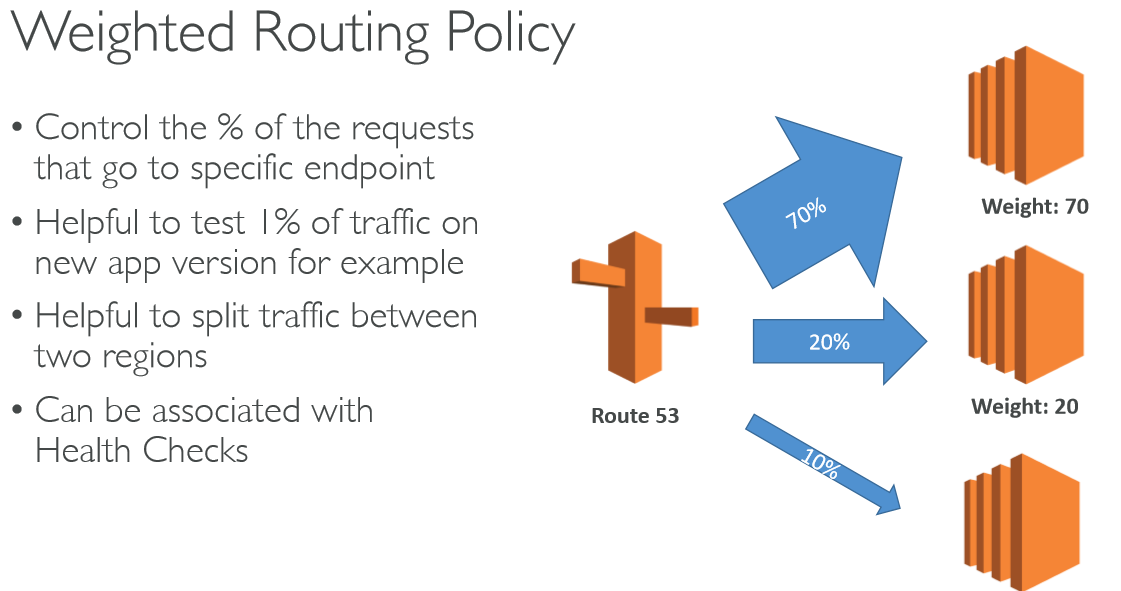 Weighted Routing Policy
• Control the % of the requests
that go to specific endpoint
• Helpful to test 1% of traffic on
new app version for example
• Helpful to split traffic between
two regions
• Can be associated with
Health Checks
Route 53
70%
20%
10%
Weight: 70
Weight: 20